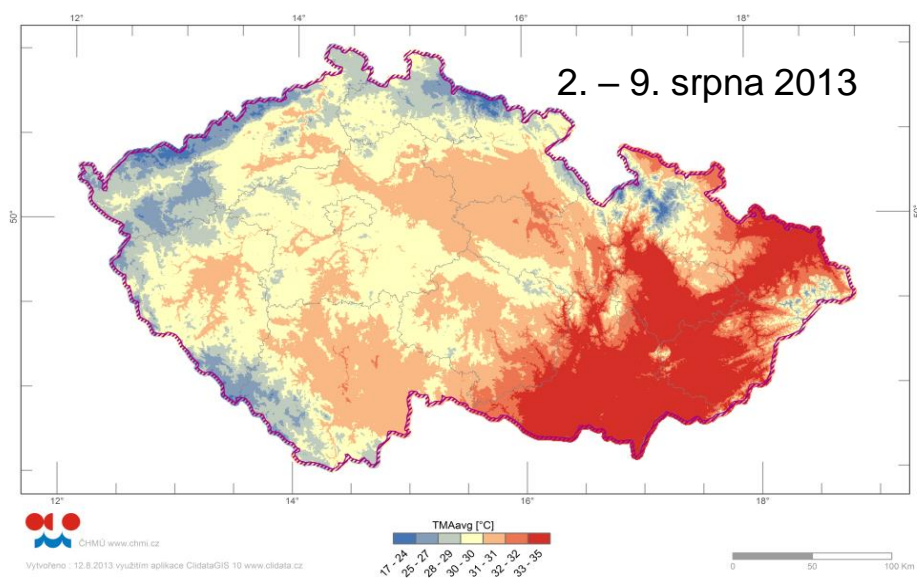 12° 14° 16° 18°
2. – 9. srpna 2013
50° 50°
12° 14° 16° 18°
TMAavg [°C]
17 - 24
25 - 27
28 - 29
30 - 30
31 - 31
32 - 32
33 - 35
ČHMÚ www.chmi.cz
Vytvořeno : 12.8.2013 využitím aplikace ClidataGIS 10 www.clidata.cz
0 50 100 Km